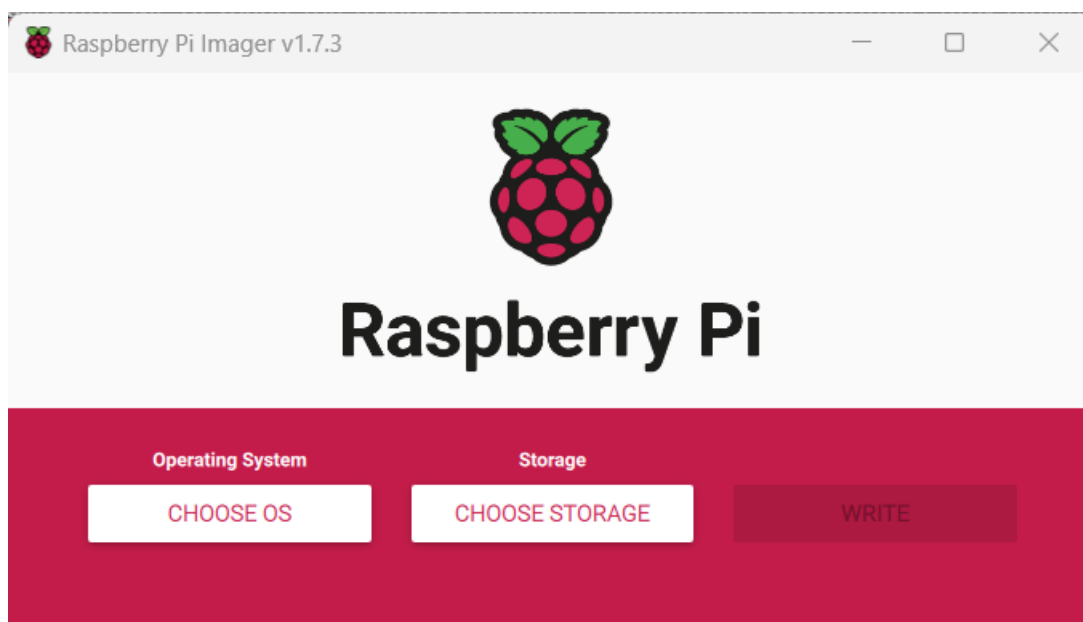 Raspberry Pi Imager v1.7.3
Raspberry Pi
Operating System
Storage
CHOOSE OS
CHOOSE STORAGE
WRITE